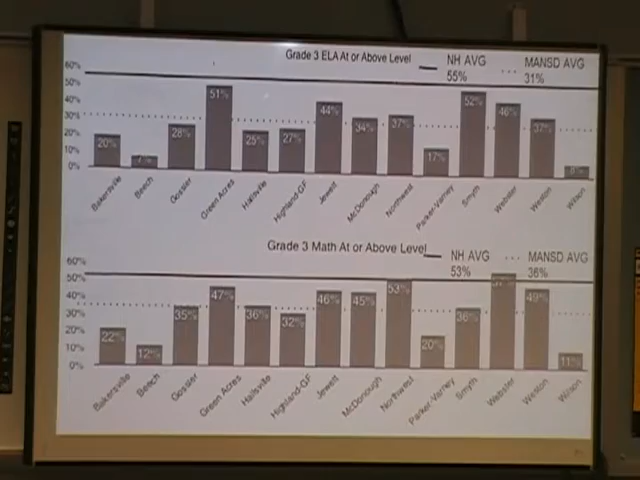 Grade 3 ELA At or Above Level
NH AVG
55%
MANSD AVG
31%
60%
50%
40%
30%
20%
10%
0%
20%
7%
28%
51%
25%
27%
44%
34%
37%
17%
52%
46%
37%
Bakersville
Beech
Gossler
Green Acres
Hallsville
Highland-GF
Jewett
McDonough
Northwest
Parker-Varney
Smyth
Webster
Weston
Wilson
Grade 3 Math At or Above Level
NH AVG
53%
MANSD AVG
36%
60%
50%
40%
30%
20%
10%
0%
22%
12%
35%
47%
36%
32%
46%
45%
53%
20%
36%
57%
49%
11%
Bakersville
Beech
Gossler
Green Acres
Hallsville
Highland-GF
Jewett
McDonough
Northwest
Parker-Varney
Smyth
Webster
Weston
Wilson